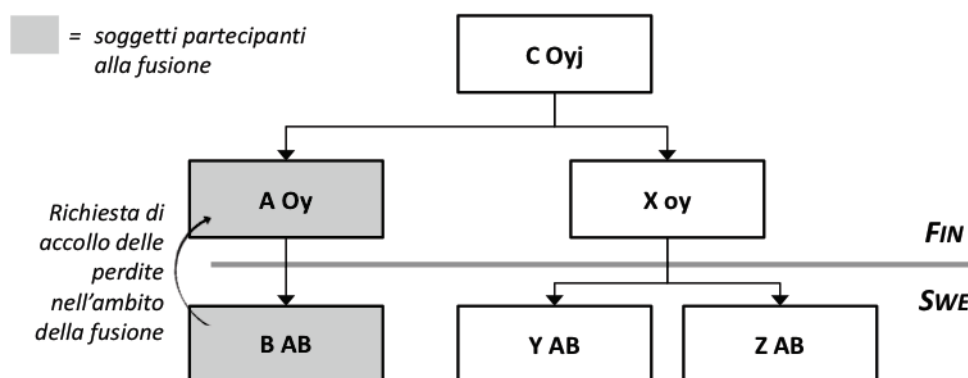 = soggetti partecipanti
alla fusione
C Oyj
A Oy
X oy
Richiesta di
accollo delle
perdite
nell'ambito
della fusione
FIN
SWE
B AB
Y AB
Z AB